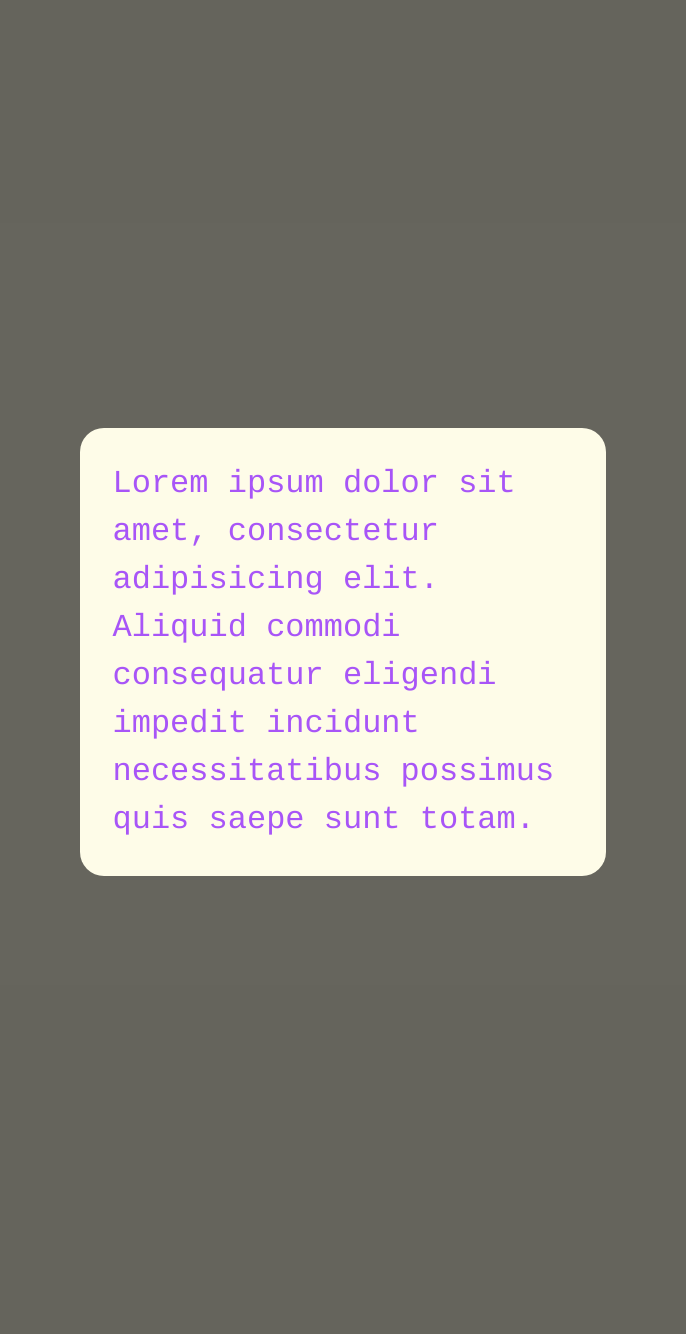 Lorem ipsum dolor sit
amet, consectetur
adipisicing elit.
Aliquid commodi
consequatur eligendi
impedit incidunt
necessitatibus possimus
quis saepe sunt totam.